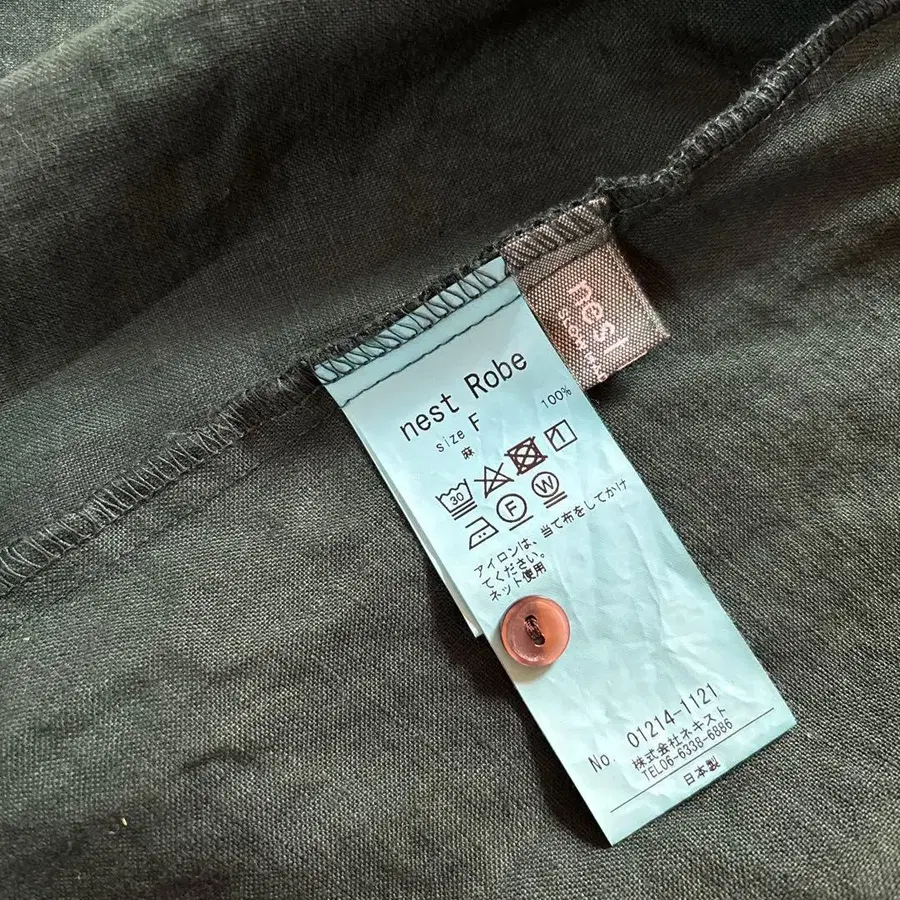 nest Robe
size F
麻 100%
30
F W
アイロンは、当て布をしてかけ
てください。
ネット使用
No. 01214-1121
株式会社ネキスト
TEL06-6338-6886
日本製
nest